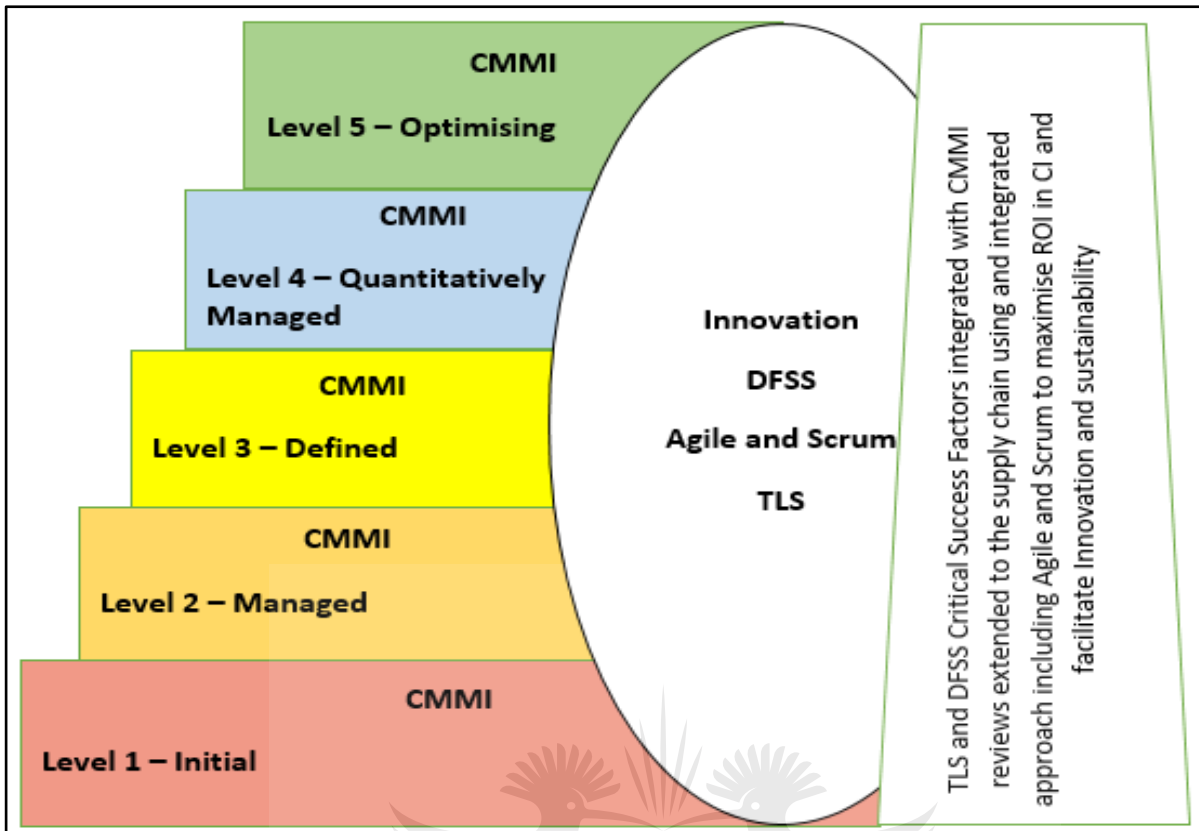 CMMI
Level 5 – Optimising
CMMI
Level 4 – Quantitatively
Managed
CMMI
Level 3 – Defined
CMMI
Level 2 – Managed
CMMI
Level 1 – Initial
Innovation
DFSS
Agile and Scrum
TLS
TLS and DFSS Critical Success Factors integrated with CMMI
reviews extended to the supply chain using and integrated
approach including Agile and Scrum to maximise ROI in CI and
facilitate Innovation and sustainability